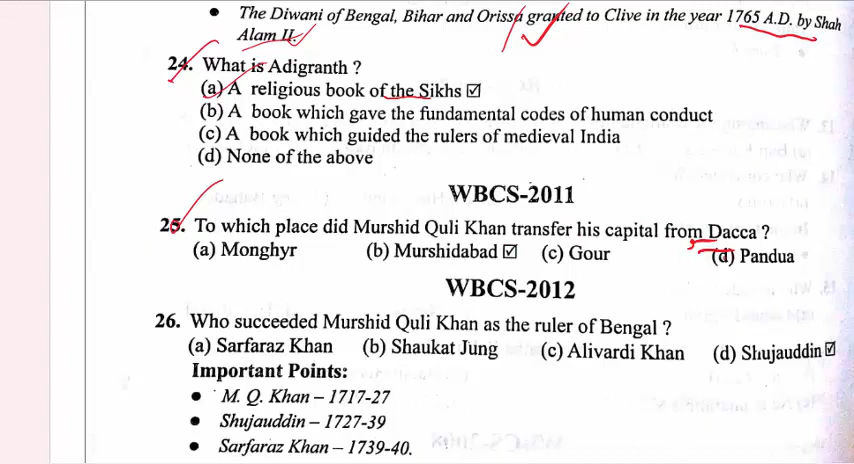 • The Diwani of Bengal, Bihar and Orissa granted to Clive in the year 1765 A.D. by Shah
Alam II.
24. What is Adigranth ?
(a) A religious book of the Sikhs ☑
(b) A book which gave the fundamental codes of human conduct
(c) A book which guided the rulers of medieval India
(d) None of the above
WBCS-2011
25. To which place did Murshid Quli Khan transfer his capital from Dacca ?
(a) Monghyr (b) Murshidabad ☑ (c) Gour (d) Pandua
WBCS-2012
26. Who succeeded Murshid Quli Khan as the ruler of Bengal ?
(a) Sarfaraz Khan (b) Shaukat Jung (c) Alivardi Khan (d) Shujauddin ☑
Important Points:
• M. Q. Khan – 1717-27
• Shujauddin – 1727-39
• Sarfaraz Khan – 1739-40.